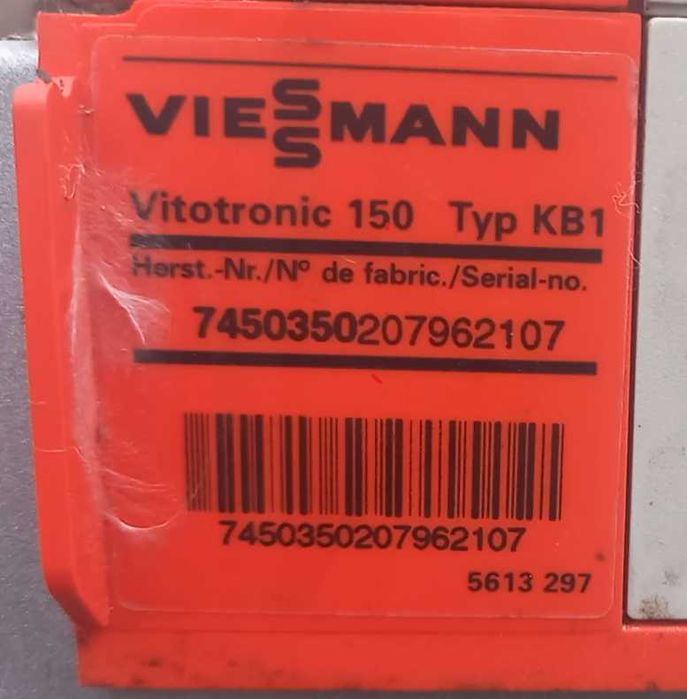 VIESSMANN
Vitotronic 150 Typ KB1
Herst.-Nr./Nº de fabric./Serial-no.
7450350207962107
7450350207962107
5613 297